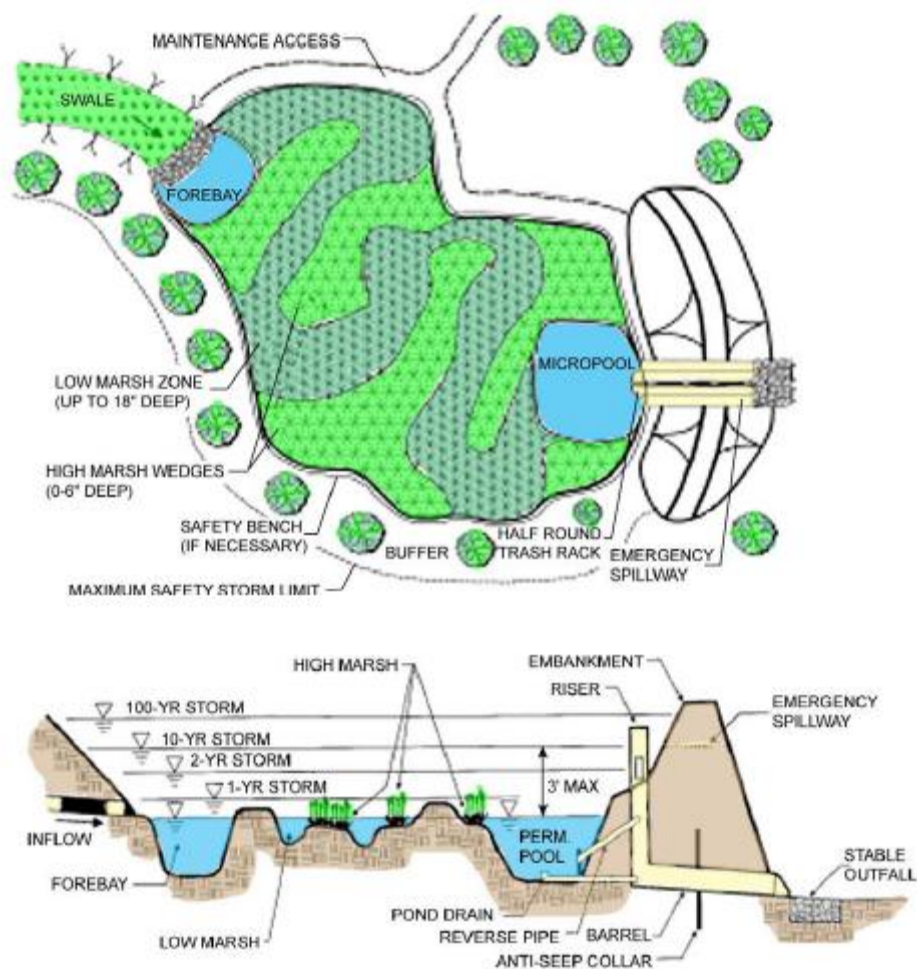 MAINTENANCE ACCESS
SWALE
FOREBAY
MICROPOOL
LOW MARSH ZONE
(UP TO 18" DEEP)
HIGH MARSH WEDGES
(0-6" DEEP)
SAFETY BENCH
(IF NECESSARY)
BUFFER
HALF ROUND
TRASH RACK
EMERGENCY
SPILLWAY
MAXIMUM SAFETY STORM LIMIT
HIGH MARSH
EMBANKMENT
RISER
EMERGENCY
SPILLWAY
100-YR STORM
10-YR STORM
2-YR STORM
1-YR STORM
3' MAX
INFLOW
PERM.
POOL
STABLE
OUTFALL
FOREBAY
POND DRAIN
LOW MARSH
REVERSE PIPE
BARREL
ANTI-SEEP COLLAR